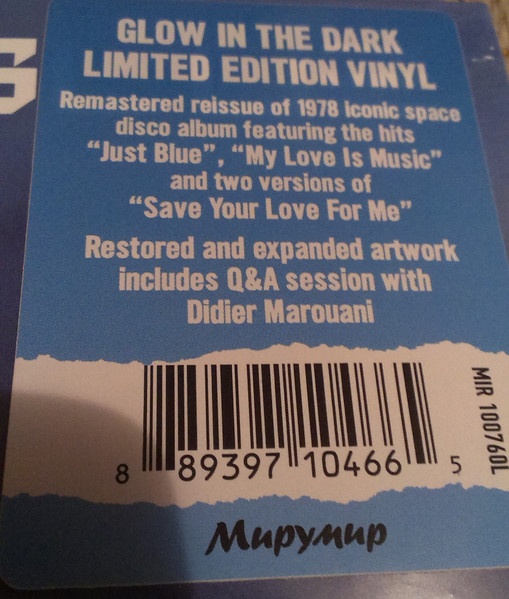 GLOW IN THE DARK
LIMITED EDITION VINYL
Remastered reissue of 1978 iconic space
disco album featuring the hits
“Just Blue”, “My Love Is Music”
and two versions of
“Save Your Love For Me”
Restored and expanded artwork
includes Q&A session with
Didier Marouani
MIR 100760L
8 89397 10466 5
Мирумир